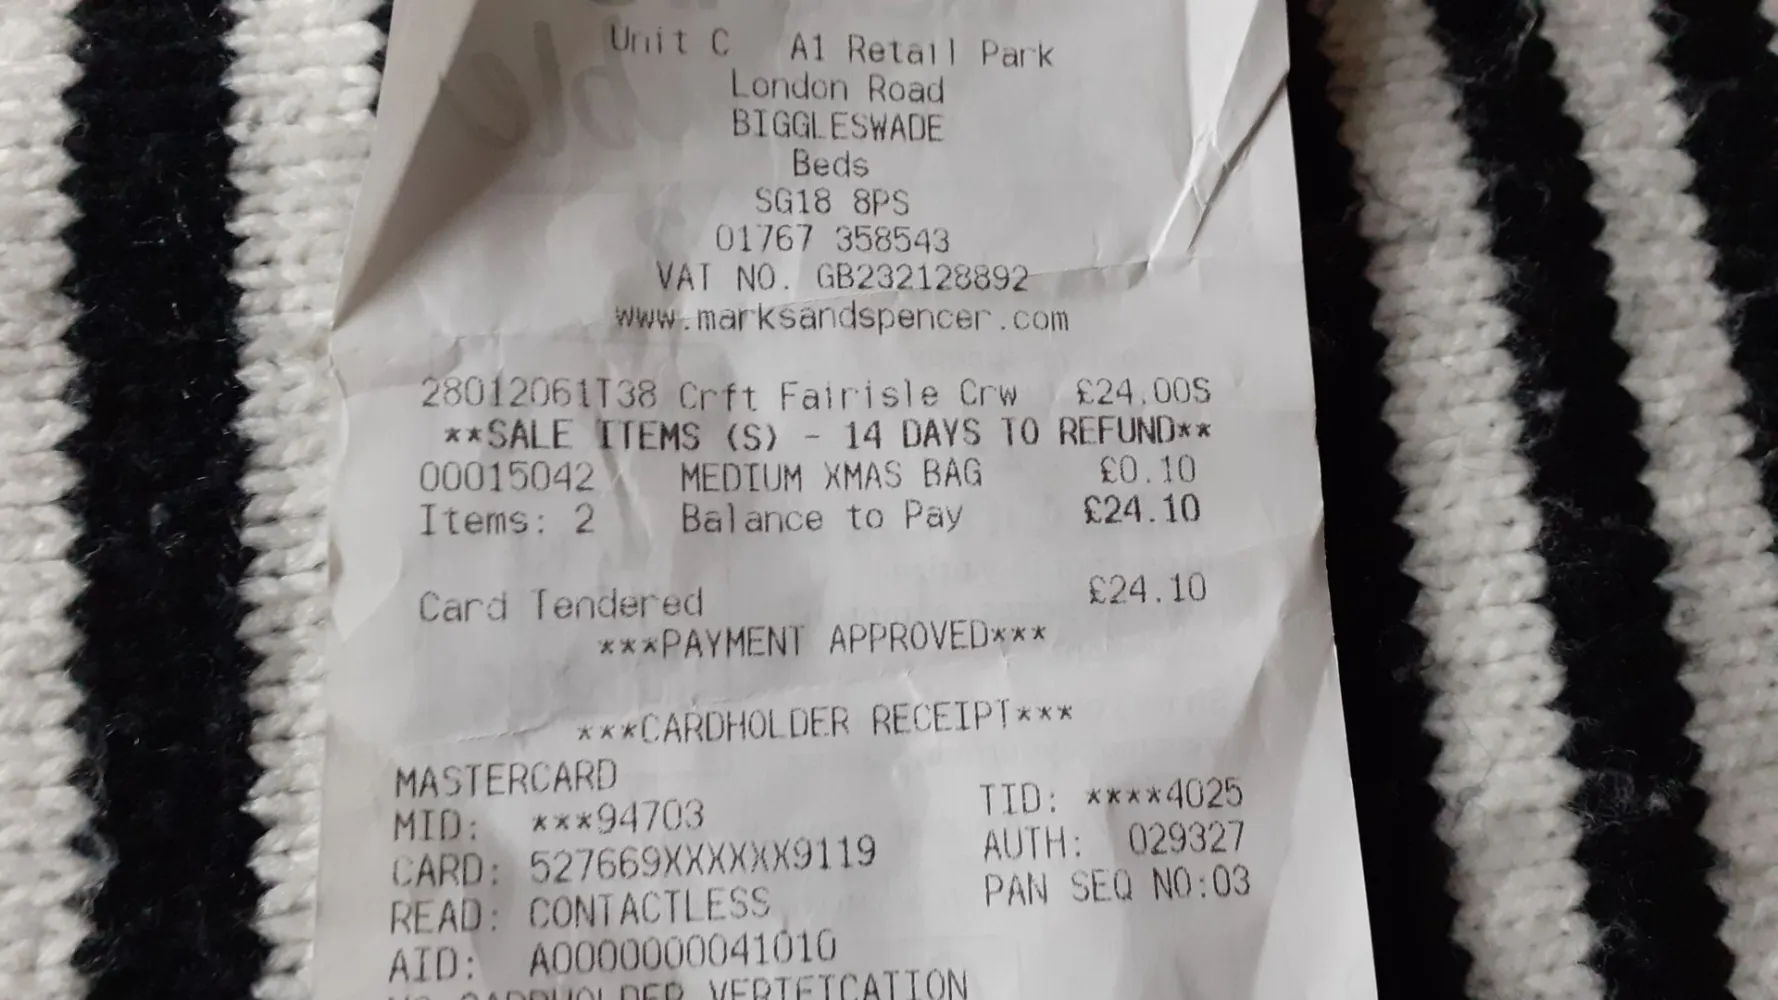 Unit C A1 Retail Park
London Road
BIGGLESWADE
Beds
SG18 8PS
01767 358543
VAT NO. GB232128892
www.marksandspencer.com
28012061T38 Crft Fairisle Crw £24.00S
**SALE ITEMS (S) - 14 DAYS TO REFUND**
00015042 MEDIUM XMAS BAG £0.10
Items: 2 Balance to Pay £24.10
Card Tendered £24.10
***PAYMENT APPROVED***
***CARDHOLDER RECEIPT***
MASTERCARD
MID: ***94703 TID: ****4025
CARD: 527669XXXXXX9119 AUTH: 029327
READ: CONTACTLESS PAN SEQ NO:03
AID: A0000000041010
NO CARDHOLDER VERIFICATION